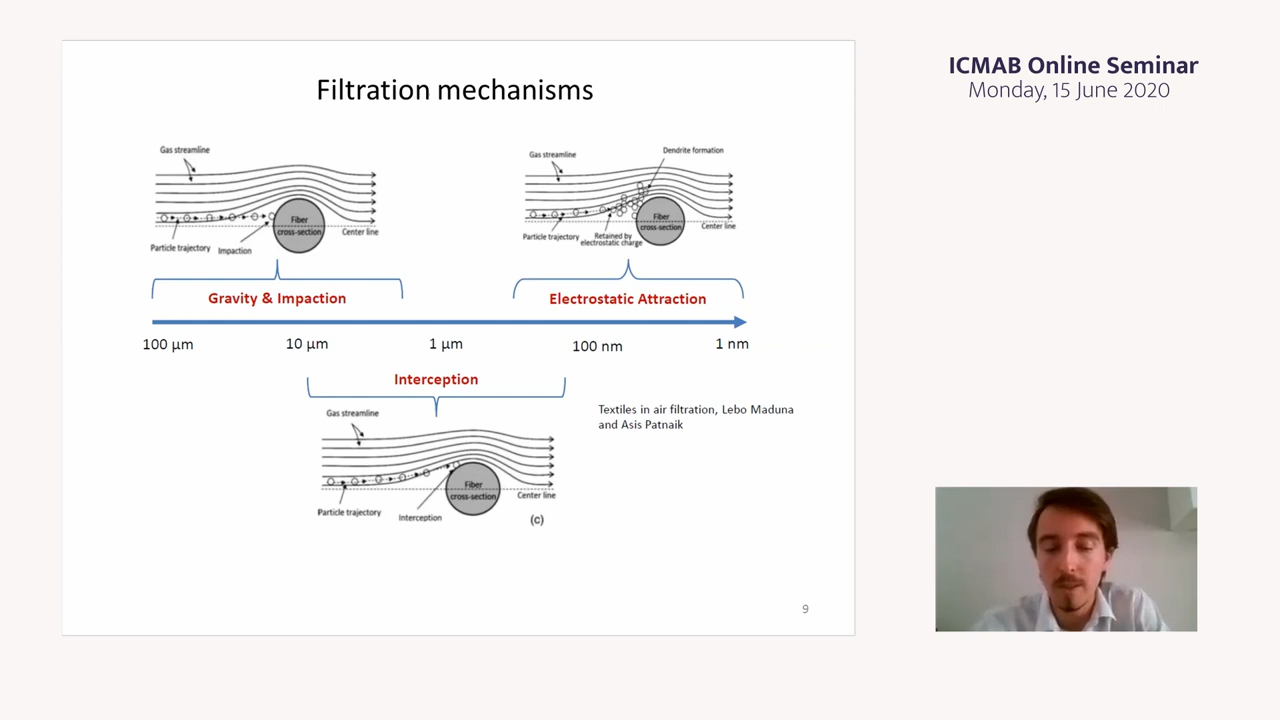 ICMAB Online Seminar
Monday, 15 June 2020
Filtration mechanisms
Gas streamline
Fiber
cross-section
Particle trajectory
Impaction
Center line
Gas streamline
Dendrite formation
Fiber
cross-section
Particle trajectory
Retained by
electrostatic charge
Center line
Gravity & Impaction
Electrostatic Attraction
100 µm
10 µm
1 µm
100 nm
1 nm
Interception
Gas streamline
Fiber
cross-section
Particle trajectory
Interception
Center line
(c)
Textiles in air filtration, Lebo Maduna
and Asis Patnaik
9